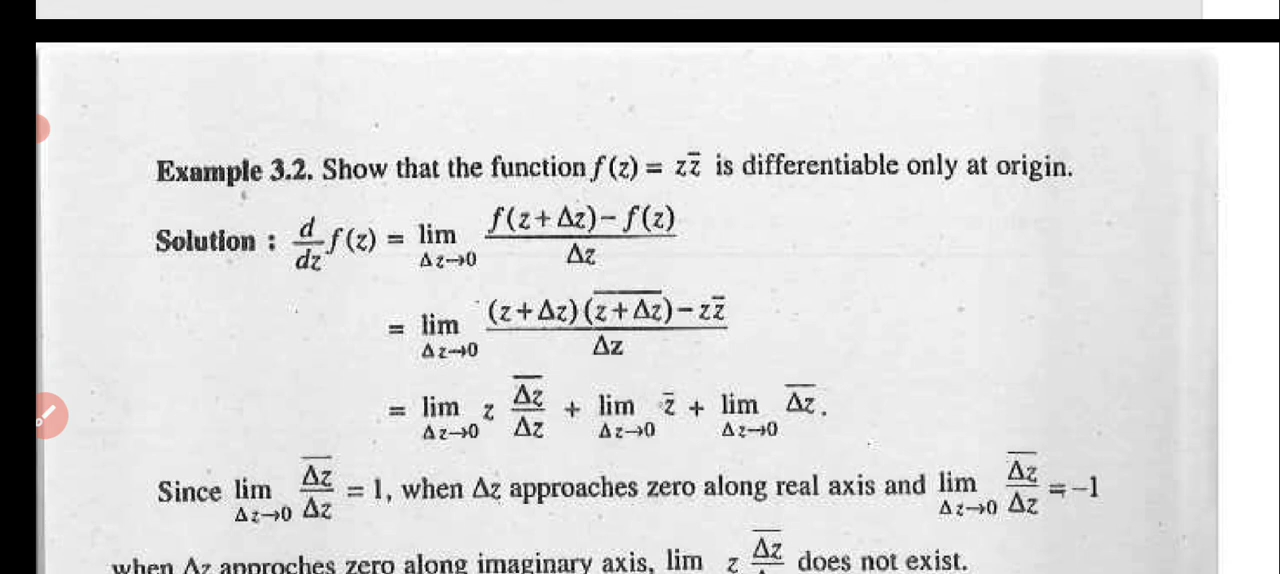 Example 3.2. Show that the function f(z) = zz̄ is differentiable only at origin.
Solution : d/dz f(z) = lim_{Δz→0} (f(z+Δz) − f(z))/Δz
= lim_{Δz→0} ((z+Δz)(\overline{z+Δz}) − zz̄)/Δz
= lim_{Δz→0} z \overline{Δz}/Δz + lim_{Δz→0} z̄ + lim_{Δz→0} \overline{Δz}.
Since lim_{Δz→0} \overline{Δz}/Δz = 1, when Δz approaches zero along real axis and lim_{Δz→0} \overline{Δz}/Δz = −1
when Δz approches zero along imaginary axis, lim z \overline{Δz} does not exist.